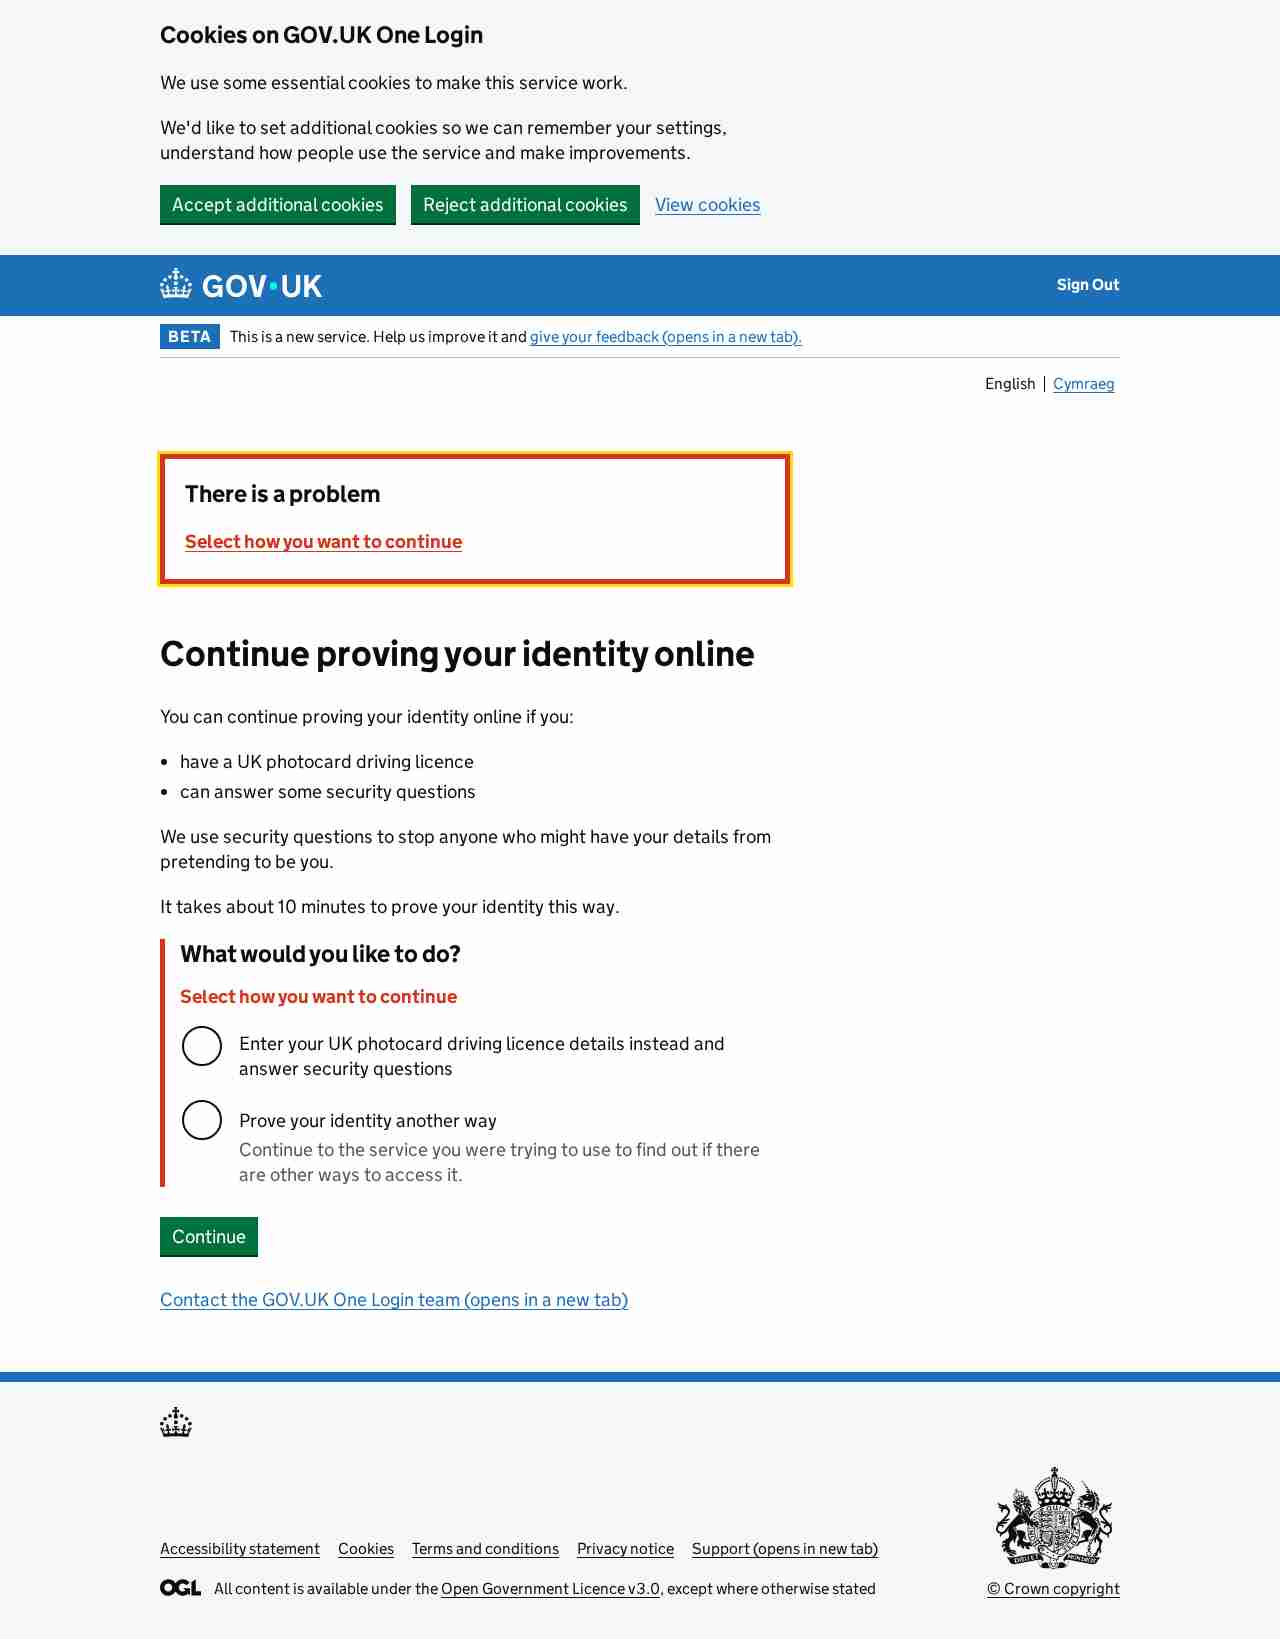 Cookies on GOV.UK One Login
We use some essential cookies to make this service work.
We'd like to set additional cookies so we can remember your settings,
understand how people use the service and make improvements.
Accept additional cookies
Reject additional cookies
View cookies
GOV·UK
Sign Out
BETA
This is a new service. Help us improve it and give your feedback (opens in a new tab).
English
Cymraeg
There is a problem
Select how you want to continue
Continue proving your identity online
You can continue proving your identity online if you:
• have a UK photocard driving licence
• can answer some security questions
We use security questions to stop anyone who might have your details from
pretending to be you.
It takes about 10 minutes to prove your identity this way.
What would you like to do?
Select how you want to continue
Enter your UK photocard driving licence details instead and
answer security questions
Prove your identity another way
Continue to the service you were trying to use to find out if there
are other ways to access it.
Continue
Contact the GOV.UK One Login team (opens in a new tab)
Accessibility statement
Cookies
Terms and conditions
Privacy notice
Support (opens in new tab)
OGL
All content is available under the Open Government Licence v3.0, except where otherwise stated
© Crown copyright